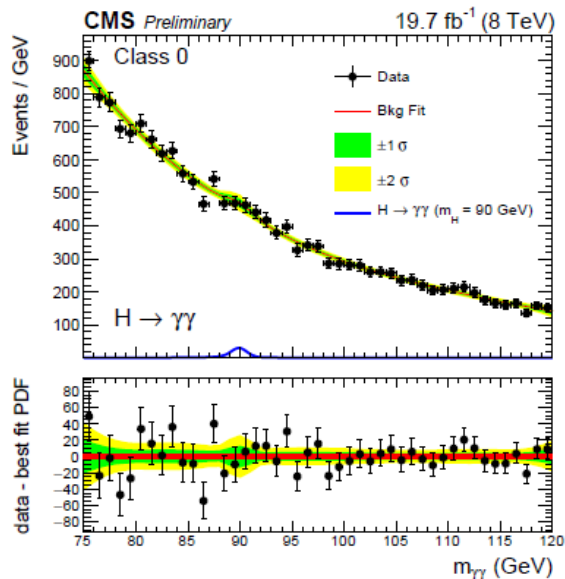 CMS Preliminary 19.7 fb⁻¹ (8 TeV)
Class 0
Events / GeV
900
800
700
600
500
400
300
200
100
Data
Bkg Fit
±1 σ
±2 σ
H → γγ (m_H = 90 GeV)
H → γγ
data - best fit PDF
80
60
40
20
0
-20
-40
-60
-80
75 80 85 90 95 100 105 110 115 120
m_γγ (GeV)